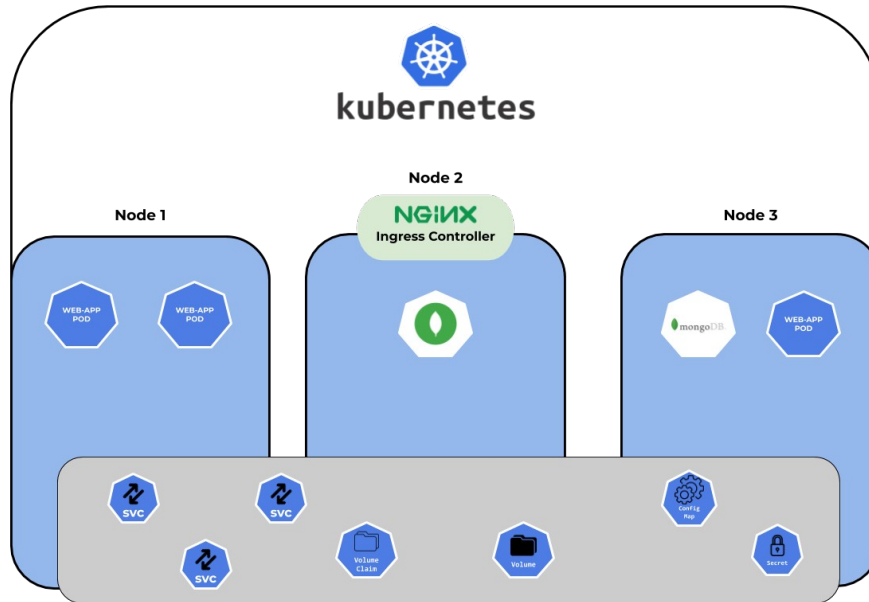 kubernetes
Node 1
Node 2
Node 3
NGINX
Ingress Controller
WEB-APP
POD
WEB-APP
POD
mongoDB
WEB-APP
POD
SVC
SVC
SVC
Volume
Claim
Volume
Config
Map
Secret